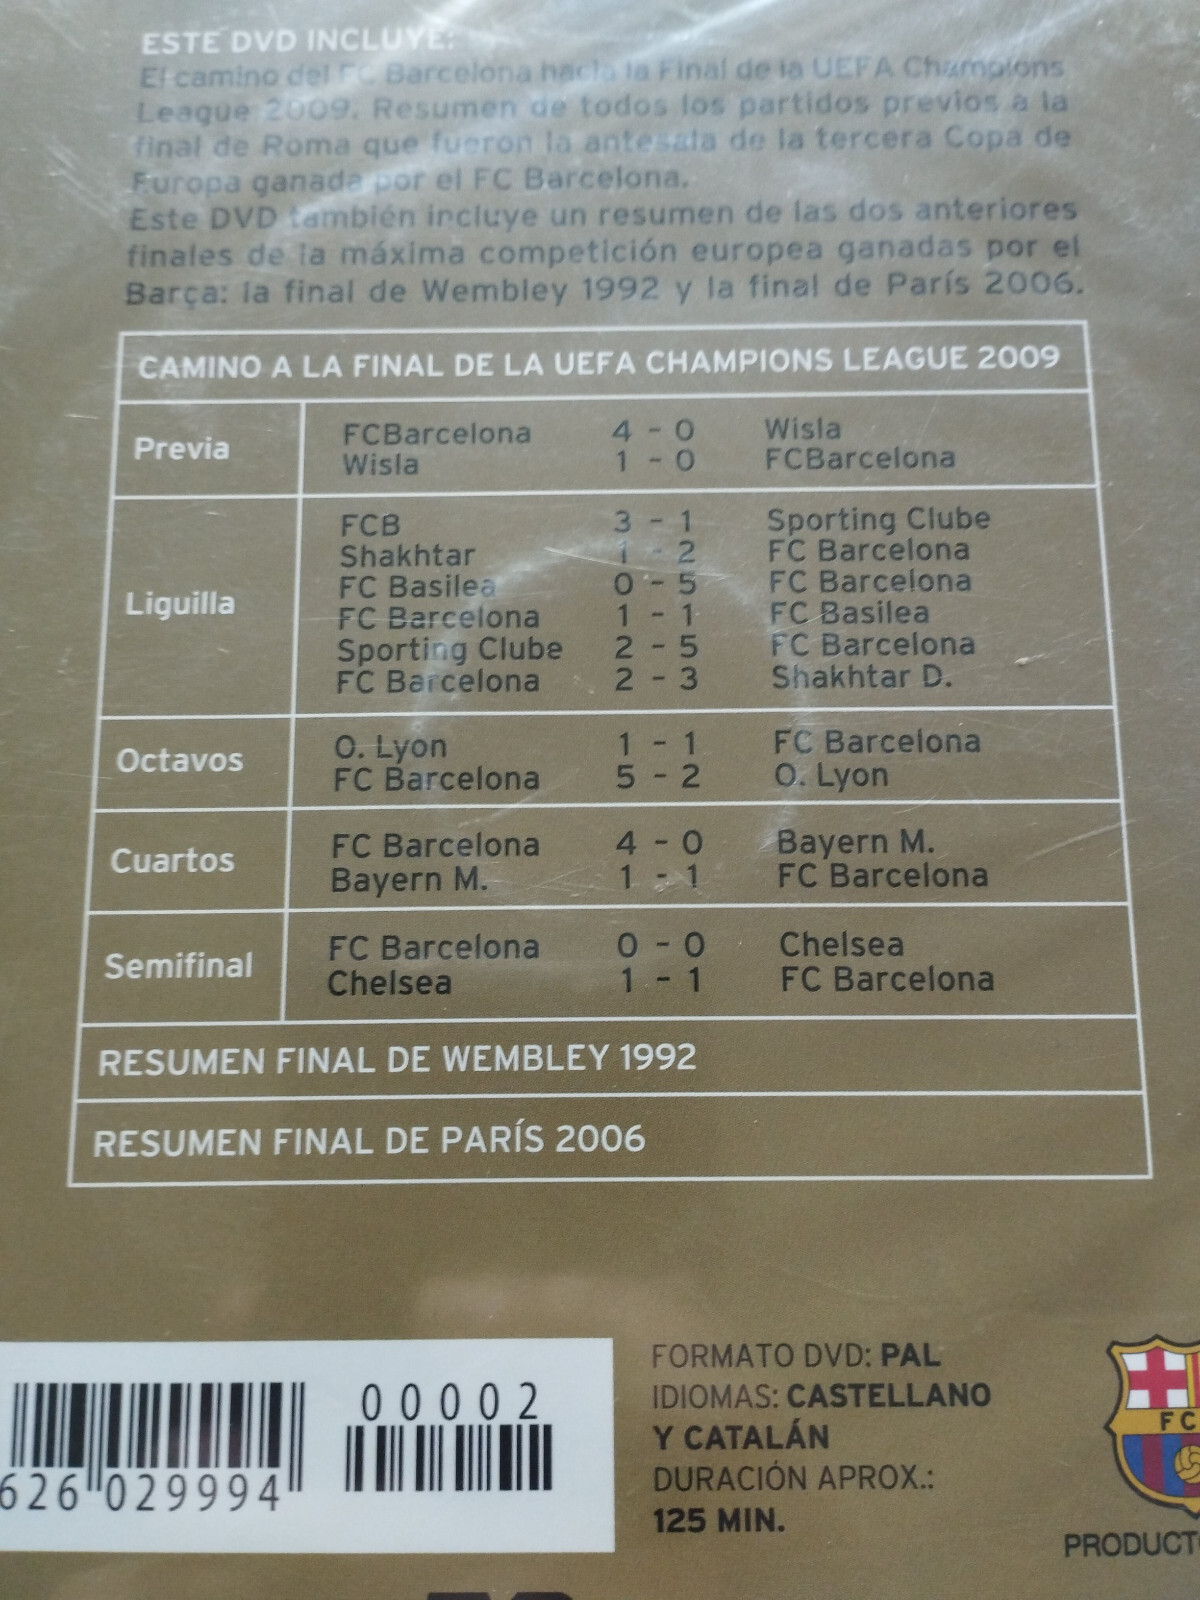 ESTE DVD INCLUYE:
El camino del FC Barcelona hacia la Final de la UEFA Champions
League 2009. Resumen de todos los partidos previos a la
final de Roma que fueron la antesala de la tercera Copa de
Europa ganada por el FC Barcelona.
Este DVD también incluye un resumen de las dos anteriores
finales de la máxima competición europea ganadas por el
Barça: la final de Wembley 1992 y la final de París 2006.
CAMINO A LA FINAL DE LA UEFA CHAMPIONS LEAGUE 2009
Previa
FCBarcelona 4 - 0 Wisla
Wisla 1 - 0 FCBarcelona
Liguilla
FCB 3 - 1 Sporting Clube
Shakhtar 1 - 2 FC Barcelona
FC Basilea 0 - 5 FC Barcelona
FC Barcelona 1 - 1 FC Basilea
Sporting Clube 2 - 5 FC Barcelona
FC Barcelona 2 - 3 Shakhtar D.
Octavos
O. Lyon 1 - 1 FC Barcelona
FC Barcelona 5 - 2 O. Lyon
Cuartos
FC Barcelona 4 - 0 Bayern M.
Bayern M. 1 - 1 FC Barcelona
Semifinal
FC Barcelona 0 - 0 Chelsea
Chelsea 1 - 1 FC Barcelona
RESUMEN FINAL DE WEMBLEY 1992
RESUMEN FINAL DE PARÍS 2006
00002
626 029994
FORMATO DVD: PAL
IDIOMAS: CASTELLANO
Y CATALÁN
DURACIÓN APROX.:
125 MIN.
FC
PRODUCT